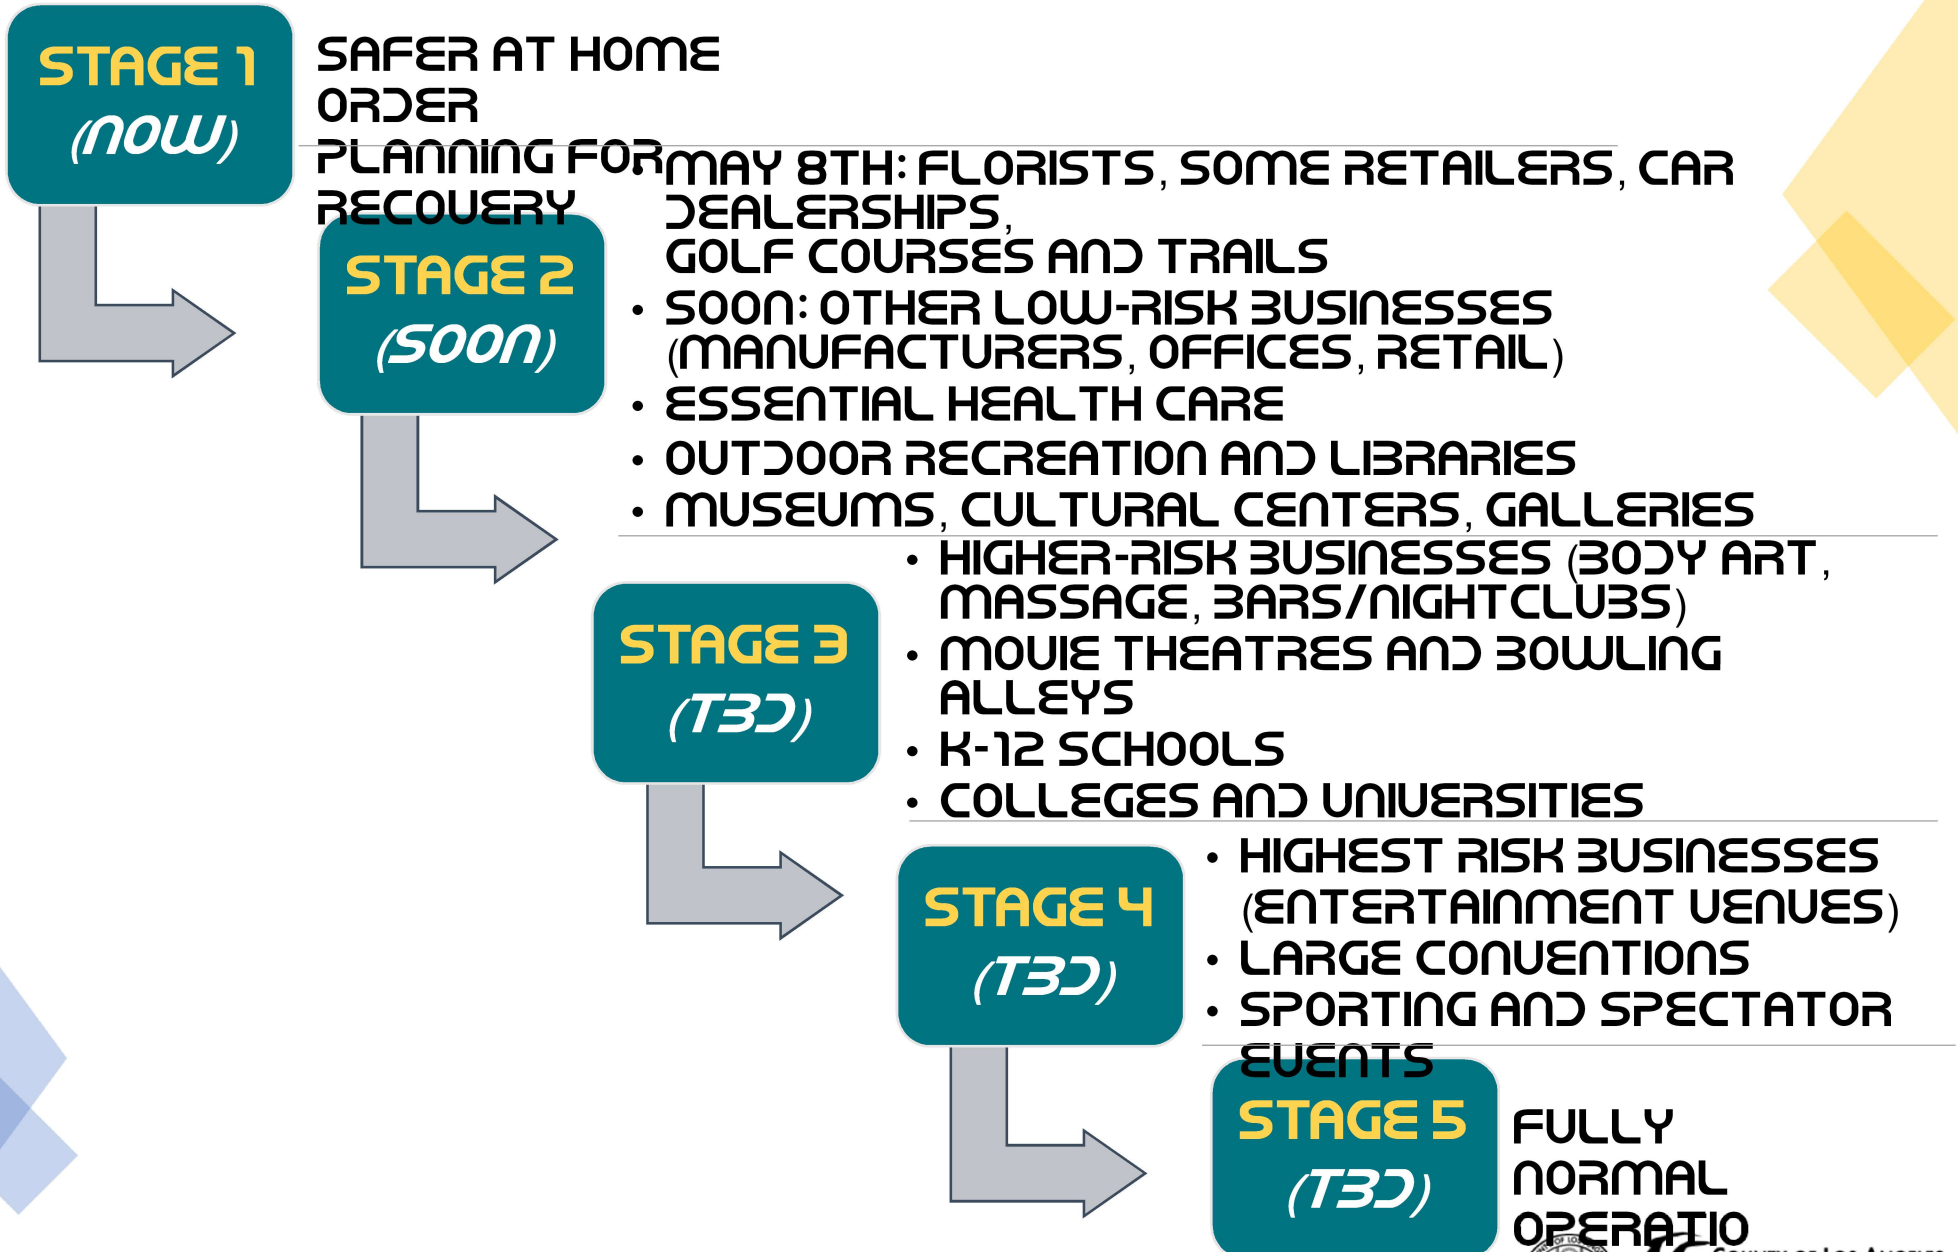 STAGE 1
(NOW)
SAFER AT HOME
ORDER
PLANNING FOR
RECOVERY
STAGE 2
(SOON)
• MAY 8TH: FLORISTS, SOME RETAILERS, CAR
DEALERSHIPS,
GOLF COURSES AND TRAILS
• SOON: OTHER LOW-RISK BUSINESSES
(MANUFACTURERS, OFFICES, RETAIL)
• ESSENTIAL HEALTH CARE
• OUTDOOR RECREATION AND LIBRARIES
• MUSEUMS, CULTURAL CENTERS, GALLERIES
STAGE 3
(TBD)
• HIGHER-RISK BUSINESSES (BODY ART,
MASSAGE, BARS/NIGHTCLUBS)
• MOVIE THEATRES AND BOWLING
ALLEYS
• K-12 SCHOOLS
• COLLEGES AND UNIVERSITIES
STAGE 4
(TBD)
• HIGHEST RISK BUSINESSES
(ENTERTAINMENT VENUES)
• LARGE CONVENTIONS
• SPORTING AND SPECTATOR
EVENTS
STAGE 5
(TBD)
FULLY
NORMAL
OPERATIO